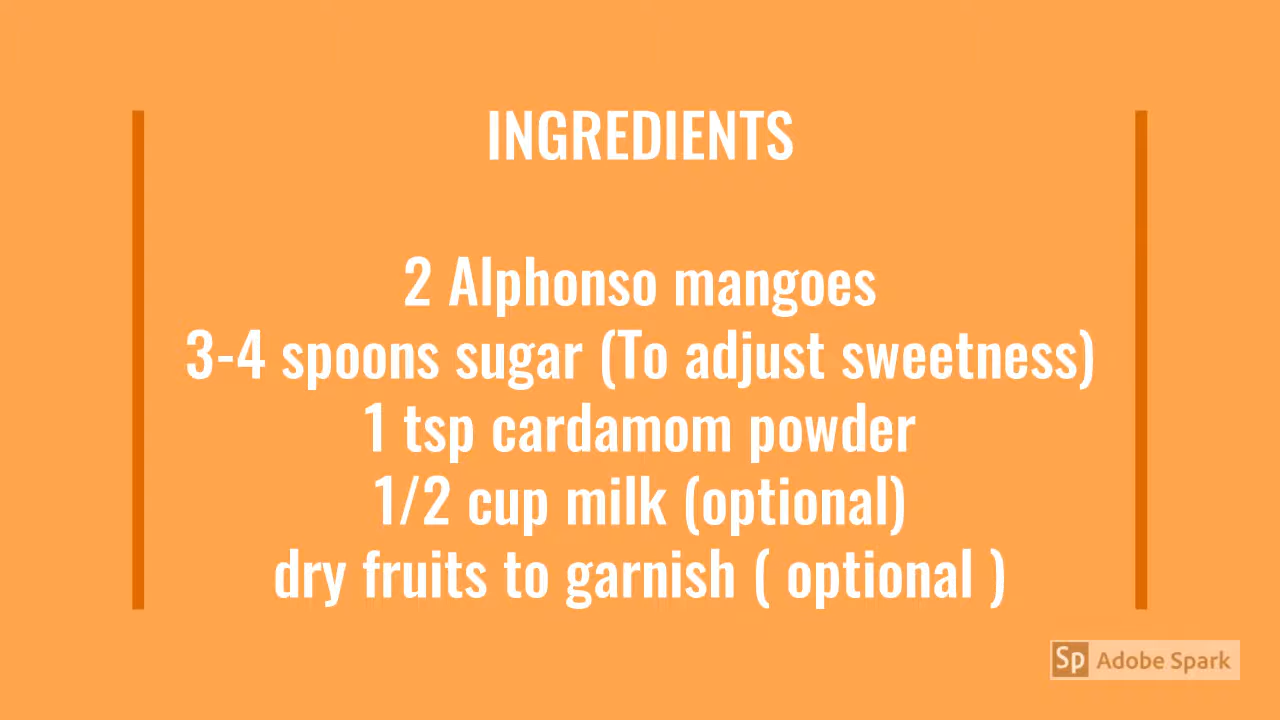 INGREDIENTS
2 Alphonso mangoes
3-4 spoons sugar (To adjust sweetness)
1 tsp cardamom powder
1/2 cup milk (optional)
dry fruits to garnish ( optional )
Sp Adobe Spark